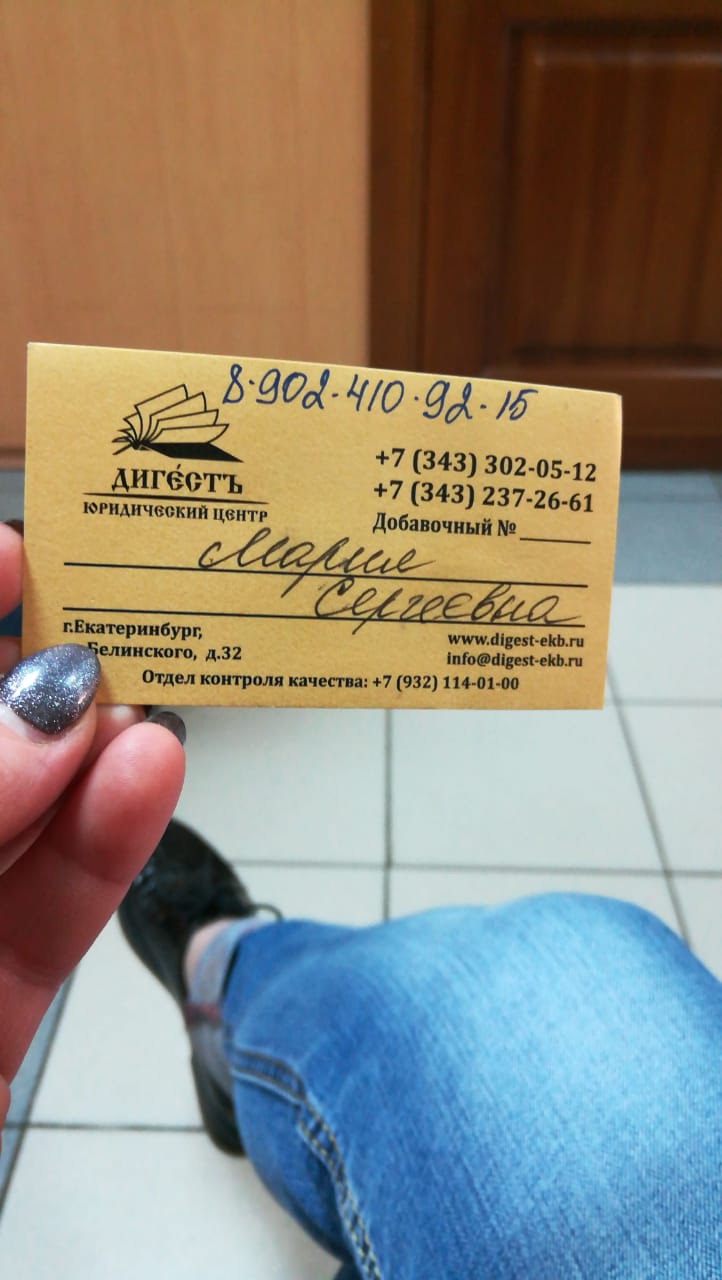 8-902-410-92-15
ДИГЕ́СТЪ
ЮРИДИЧЕСКИЙ ЦЕНТР
+7 (343) 302-05-12
+7 (343) 237-26-61
Добавочный №
Мария
Сергеевна
г.Екатеринбург,
Белинского, д.32
www.digest-ekb.ru
info@digest-ekb.ru
Отдел контроля качества: +7 (932) 114-01-00